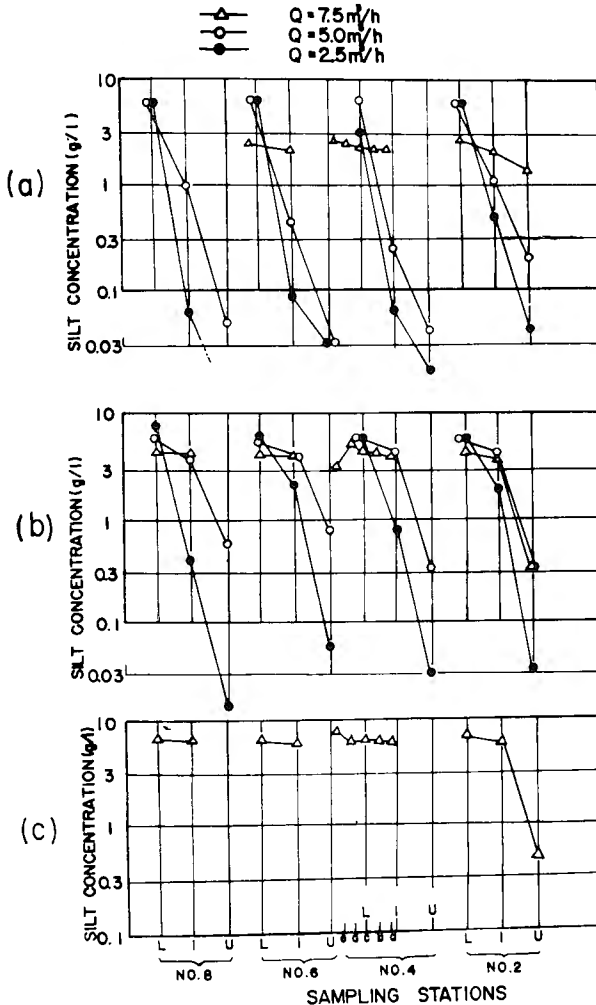 Q = 7.5 m³/h
Q = 5.0 m³/h
Q = 2.5 m³/h
(a)
SILT CONCENTRATION (g/l)
10
3
1
0.3
0.1
0.03
(b)
SILT CONCENTRATION (g/l)
10
3
1
0.3
0.1
0.03
(c)
SILT CONCENTRATION (g/l)
10
3
1
0.3
0.1
L I U
L I U
L I U
L I U
NO.8
NO.6
NO.4
NO.2
SAMPLING STATIONS